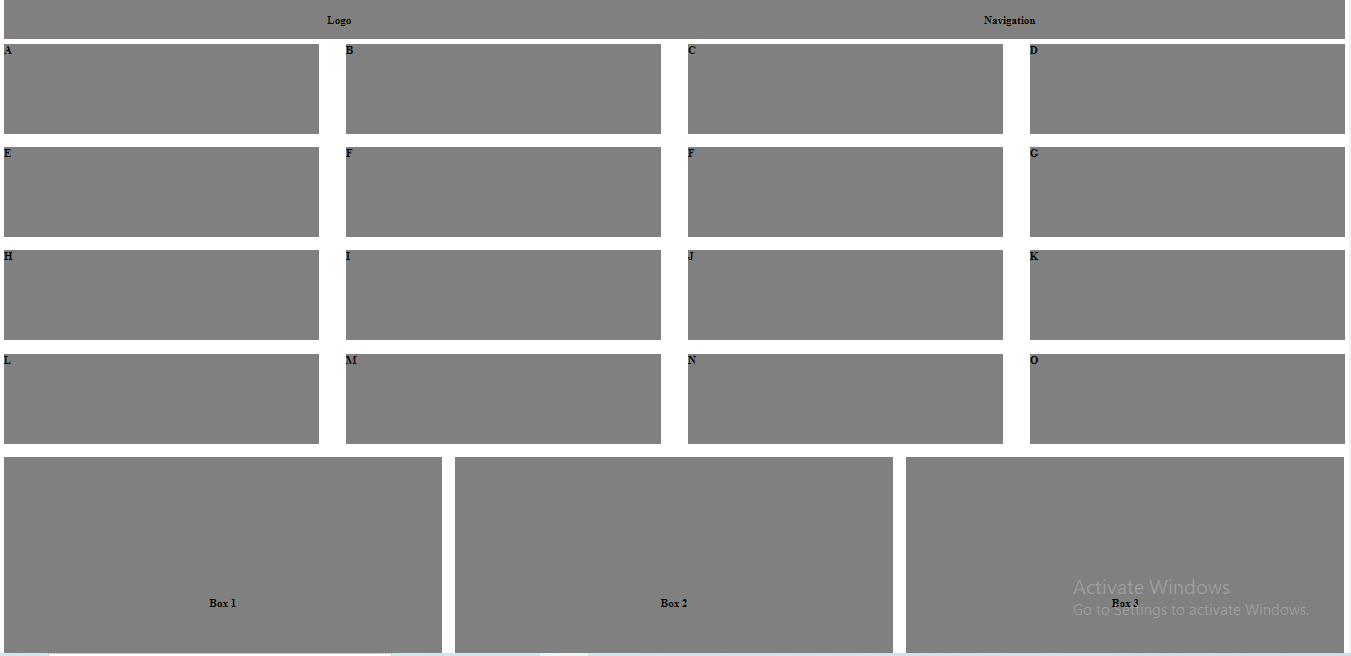 Logo Navigation
A B C D
E F F G
H I J K
L M N O
Activate Windows
Box 1 Box 2 Box 3
Go to Settings to activate Windows.